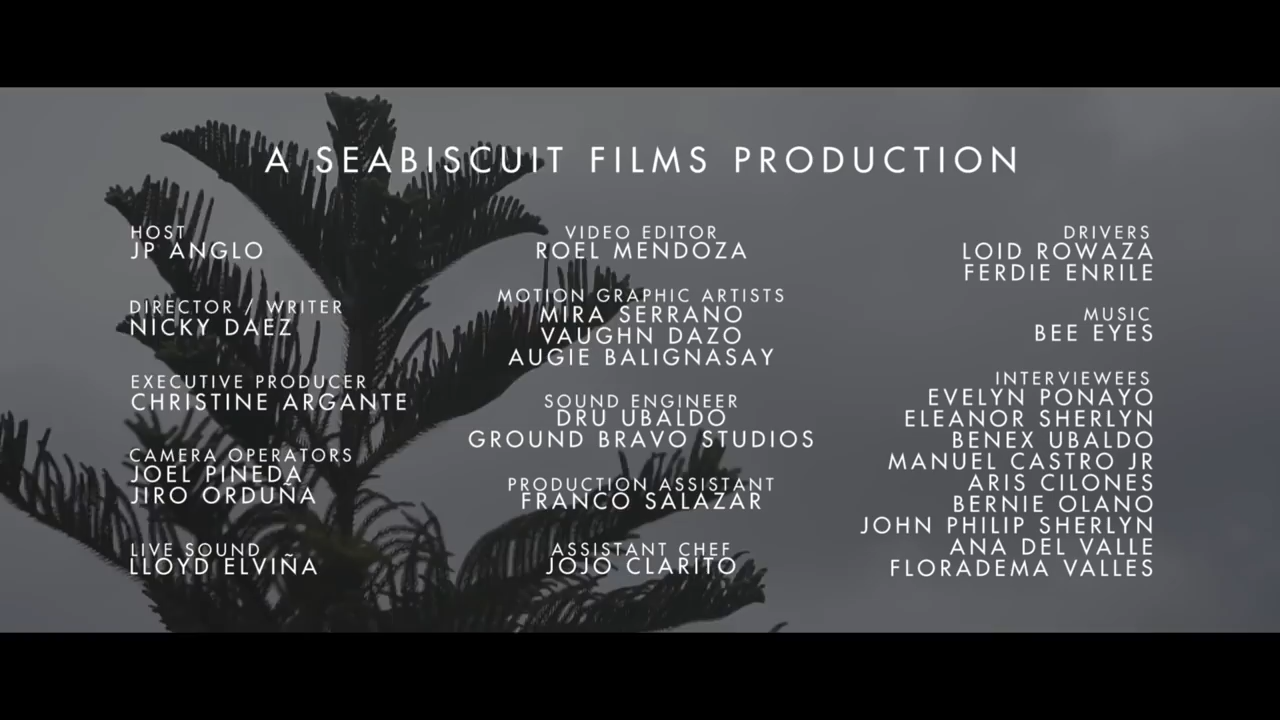 A SEABISCUIT FILMS PRODUCTION
HOST
JP ANGLO
DIRECTOR / WRITER
NICKY DAEZ
EXECUTIVE PRODUCER
CHRISTINE ARGANTE
CAMERA OPERATORS
JOEL PINEDA
JIRO ORDUÑA
LIVE SOUND
LLOYD ELVIÑA
VIDEO EDITOR
ROEL MENDOZA
MOTION GRAPHIC ARTISTS
MIRA SERRANO
VAUGHN DAZO
AUGIE BALIGNASAY
SOUND ENGINEER
DRU UBALDO
GROUND BRAVO STUDIOS
PRODUCTION ASSISTANT
FRANCO SALAZAR
ASSISTANT CHEF
JOJO CLARITO
DRIVERS
LOID ROWAZA
FERDIE ENRILE
MUSIC
BEE EYES
INTERVIEWEES
EVELYN PONAYO
ELEANOR SHERLYN
BENEX UBALDO
MANUEL CASTRO JR
ARIS CILONES
BERNIE OLANO
JOHN PHILIP SHERLYN
ANA DEL VALLE
FLORADEMA VALLES